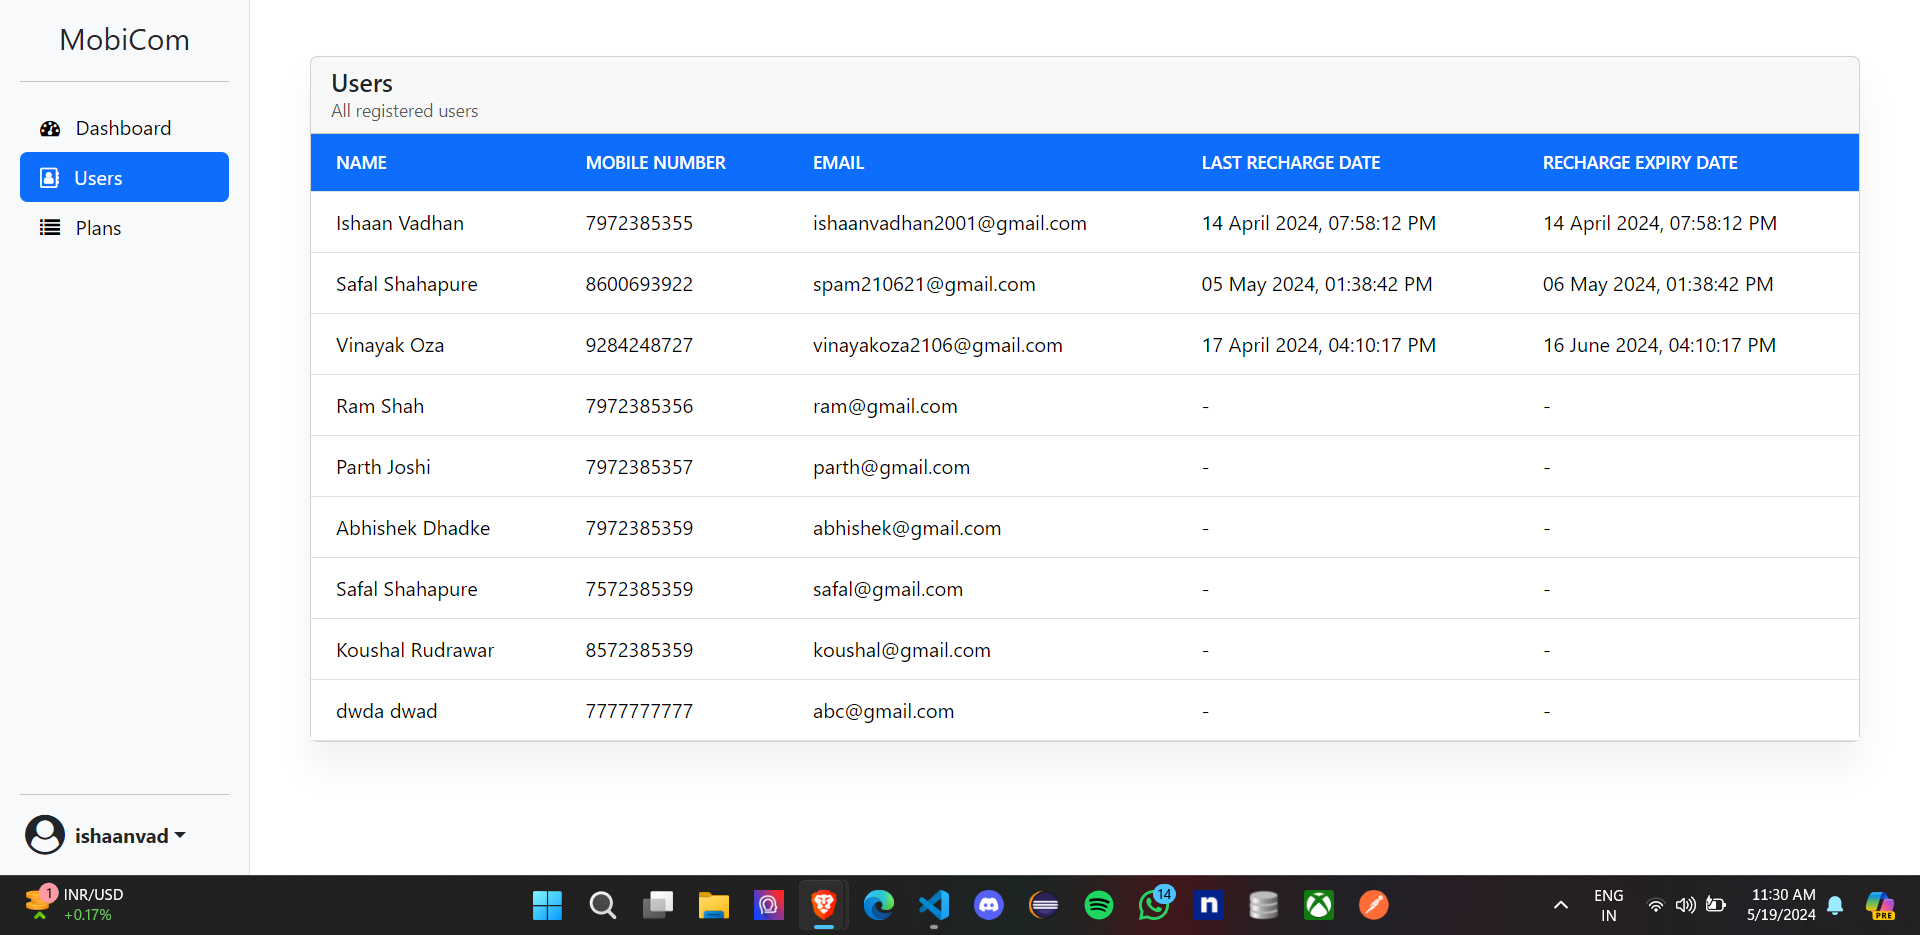 MobiCom
Dashboard
Users
Plans
Users
All registered users
NAME MOBILE NUMBER EMAIL LAST RECHARGE DATE RECHARGE EXPIRY DATE
Ishaan Vadhan 7972385355 ishaanvadhan2001@gmail.com 14 April 2024, 07:58:12 PM 14 April 2024, 07:58:12 PM
Safal Shahapure 8600693922 spam210621@gmail.com 05 May 2024, 01:38:42 PM 06 May 2024, 01:38:42 PM
Vinayak Oza 9284248727 vinayakoza2106@gmail.com 17 April 2024, 04:10:17 PM 16 June 2024, 04:10:17 PM
Ram Shah 7972385356 ram@gmail.com - -
Parth Joshi 7972385357 parth@gmail.com - -
Abhishek Dhadke 7972385359 abhishek@gmail.com - -
Safal Shahapure 7572385359 safal@gmail.com - -
Koushal Rudrawar 8572385359 koushal@gmail.com - -
dwda dwad 7777777777 abc@gmail.com - -
ishaanvad
1
INR/USD
+0.17%
14
n
ENG
IN
11:30 AM
5/19/2024
PRE